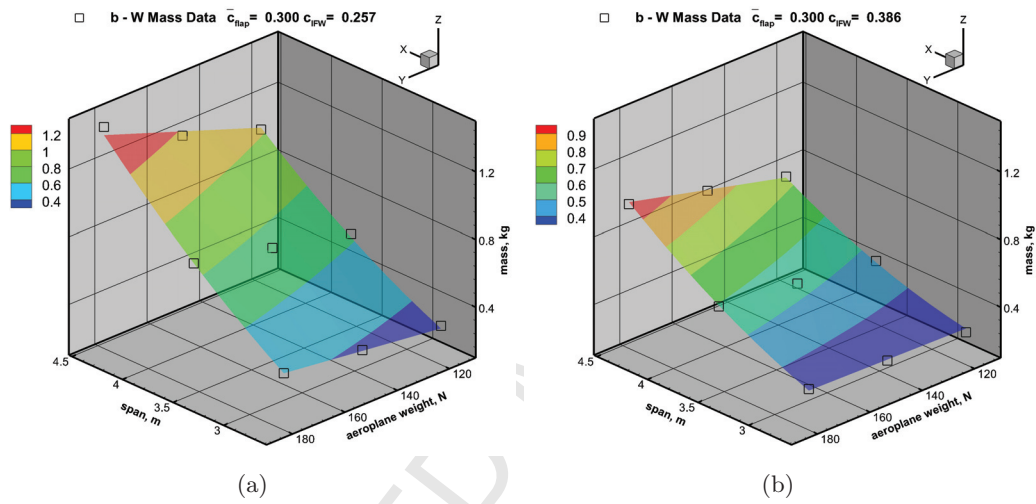 b - W Mass Data c̅flap= 0.300 cIFW= 0.257
Z
X
Y
1.2
1
0.8
0.6
0.4
1.2
0.8
0.4
mass, kg
4.5
4
3.5
3
span, m
120
140
160
180
aeroplane weight, N
(a)
b - W Mass Data c̅flap= 0.300 cIFW= 0.386
Z
X
Y
0.9
0.8
0.7
0.6
0.5
0.4
1.2
0.8
0.4
mass, kg
4.5
4
3.5
3
span, m
120
140
160
180
aeroplane weight, N
(b)